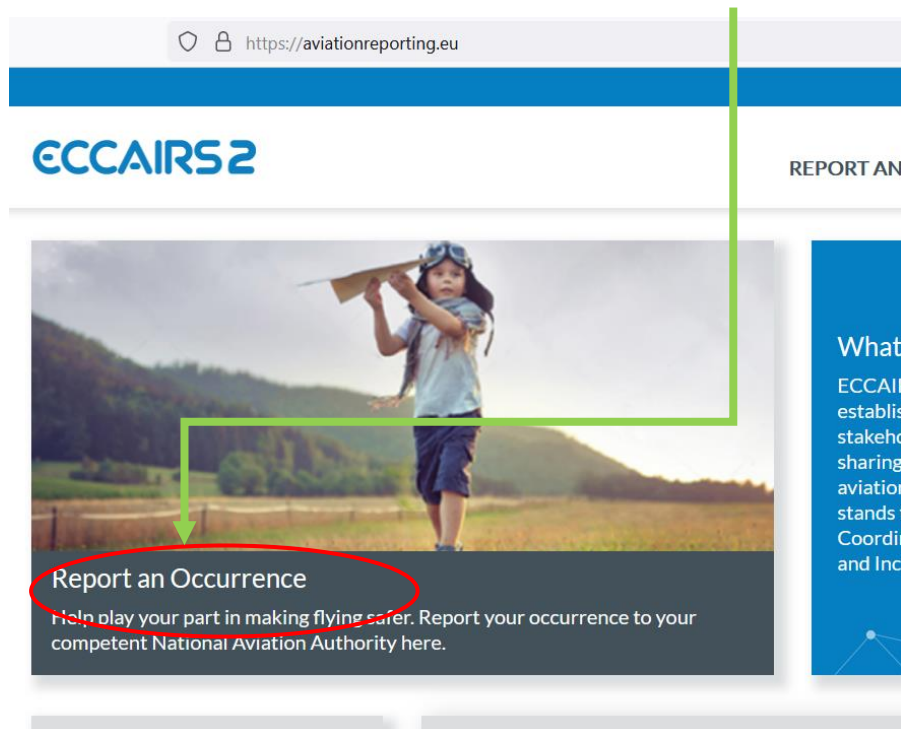 https://aviationreporting.eu
ECCAIRS2
REPORT AN
Report an Occurrence
Help play your part in making flying safer. Report your occurrence to your
competent National Aviation Authority here.
What
ECCAI
establis
stakeho
sharing
aviation
stands
Coordi
and Inc